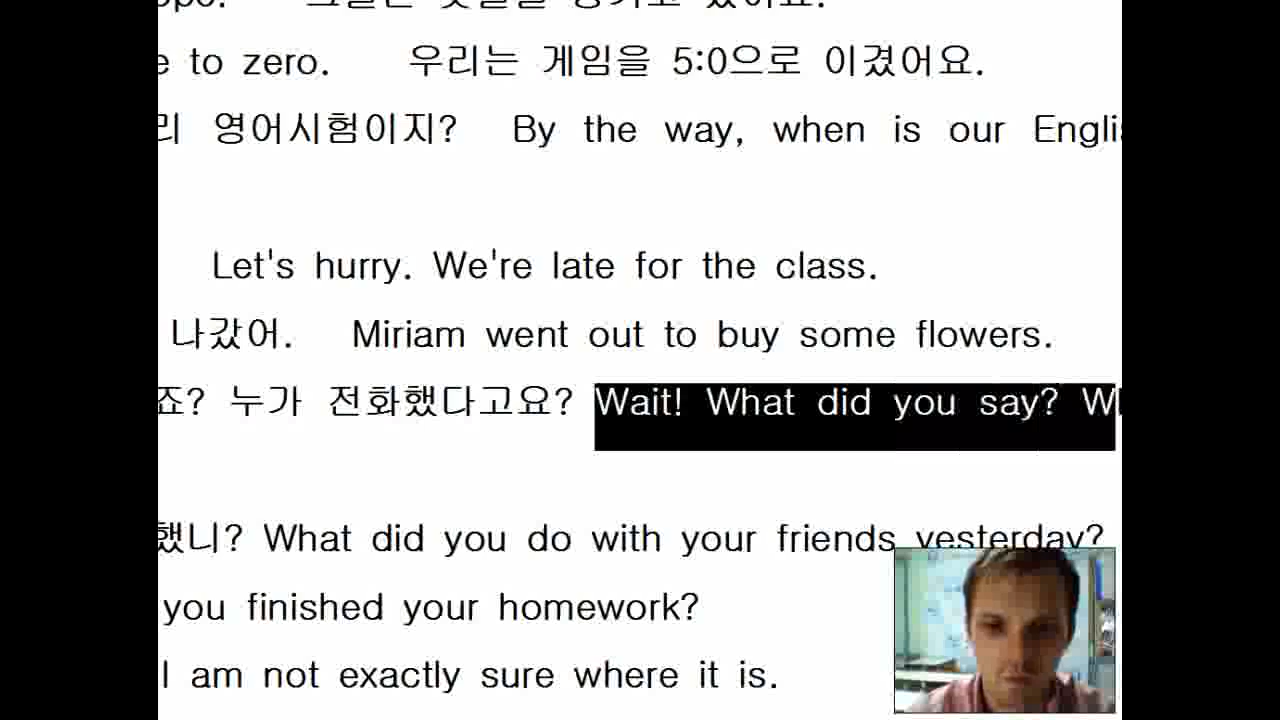 e to zero. 우리는 게임을 5:0으로 이겼어요.
리 영어시험이지? By the way, when is our
Let's hurry. We're late for the class.
나갔어. Miriam went out to buy some flowers.
죠? 누가 전화했다고요? Wait! What did you say?
했니? What did you do with your friends yesterday?
you finished your homework?
I am not exactly sure where it is.